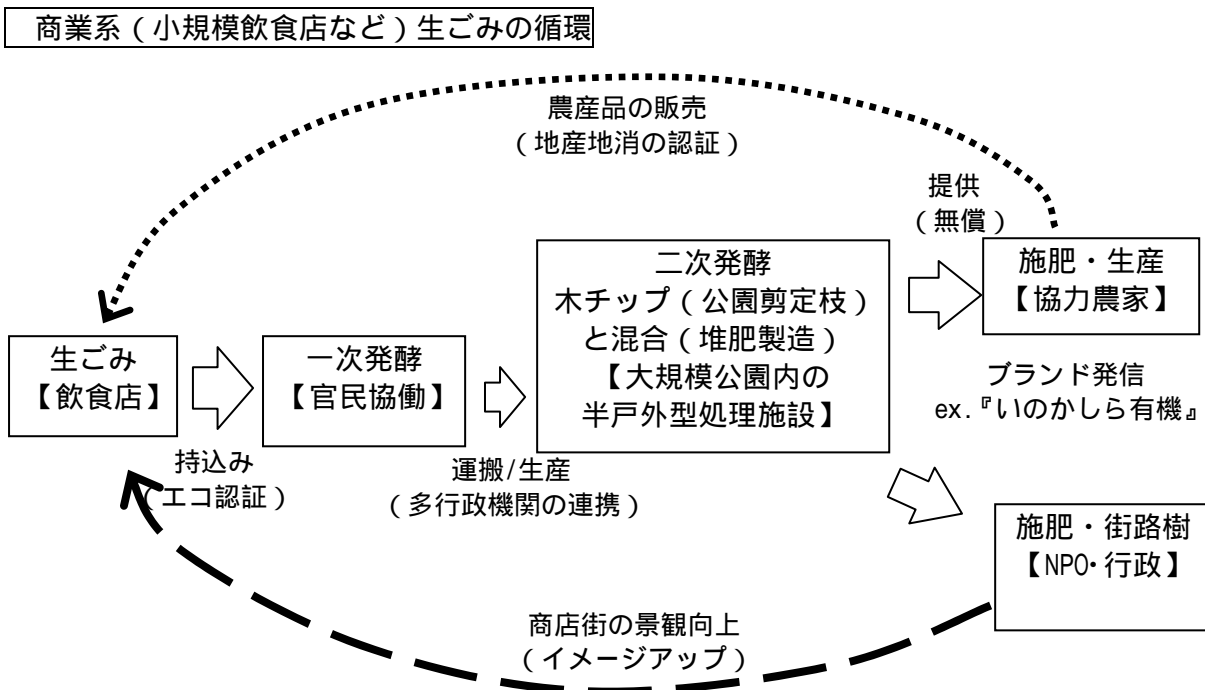 商業系（小規模飲食店など）生ごみの循環
農産品の販売
（地産地消の認証）
提供
（無償）
生ごみ
【飲食店】
持込み
（エコ認証）
一次発酵
【官民協働】
運搬/生産
（多行政機関の連携）
二次発酵
木チップ（公園剪定枝）
と混合（堆肥製造）
【大規模公園内の
半戸外型処理施設】
施肥・生産
【協力農家】
ブランド発信
ex.『いのかしら有機』
施肥・街路樹
【NPO・行政】
商店街の景観向上
（イメージアップ）